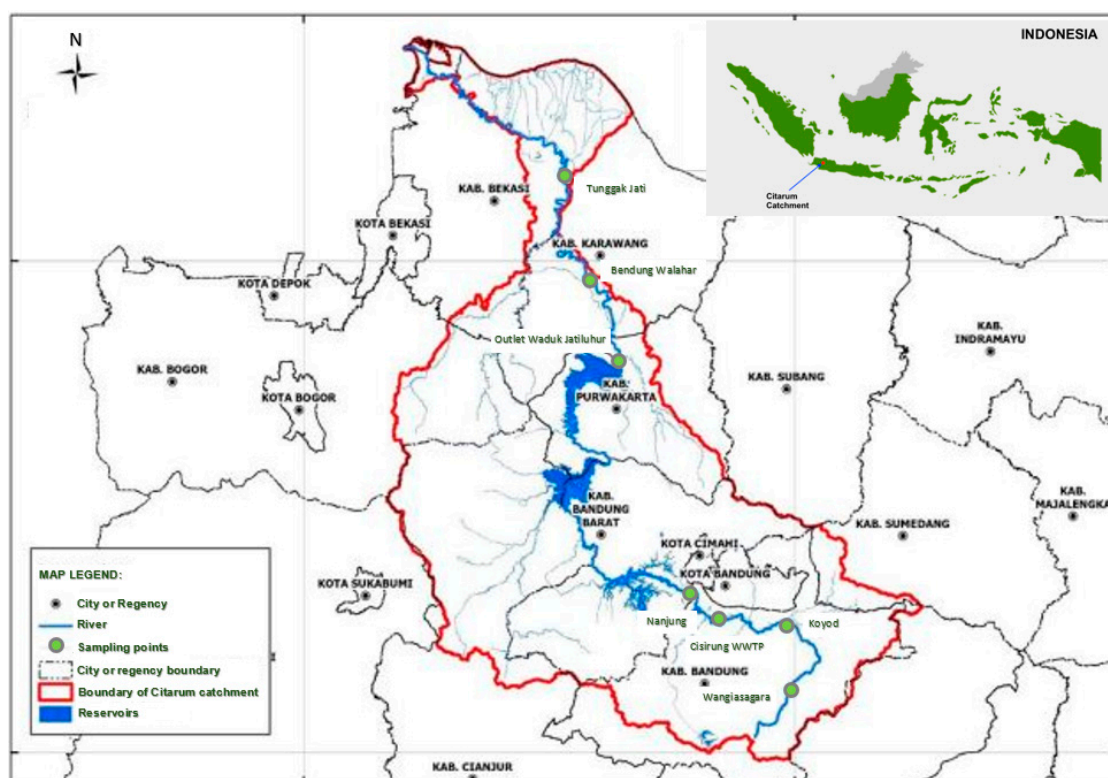 N
INDONESIA
Citarum
Catchment
KAB. BEKASI
Tunggak Jati
KOTA BEKASI
KAB. KARAWANG
Bendung Walahar
KOTA DEPOK
Outlet Waduk Jatiluhur
KAB.
INDRAMAYU
KAB. BOGOR
KAB.
PURWAKARTA
KAB. SUBANG
KOTA BOGOR
KAB.
BANDUNG
BARAT
KAB.
MAJALENGKA
KAB. SUMEDANG
KOTA CIMAHI
KOTA BANDUNG
KOTA SUKABUMI
Nanjung
Koyod
Cisirung WWTP
KAB. BANDUNG
Wangiasagara
KAB. CIANJUR
MAP LEGEND:
City or Regency
River
Sampling points
City or regency boundary
Boundary of Citarum catchment
Reservoirs